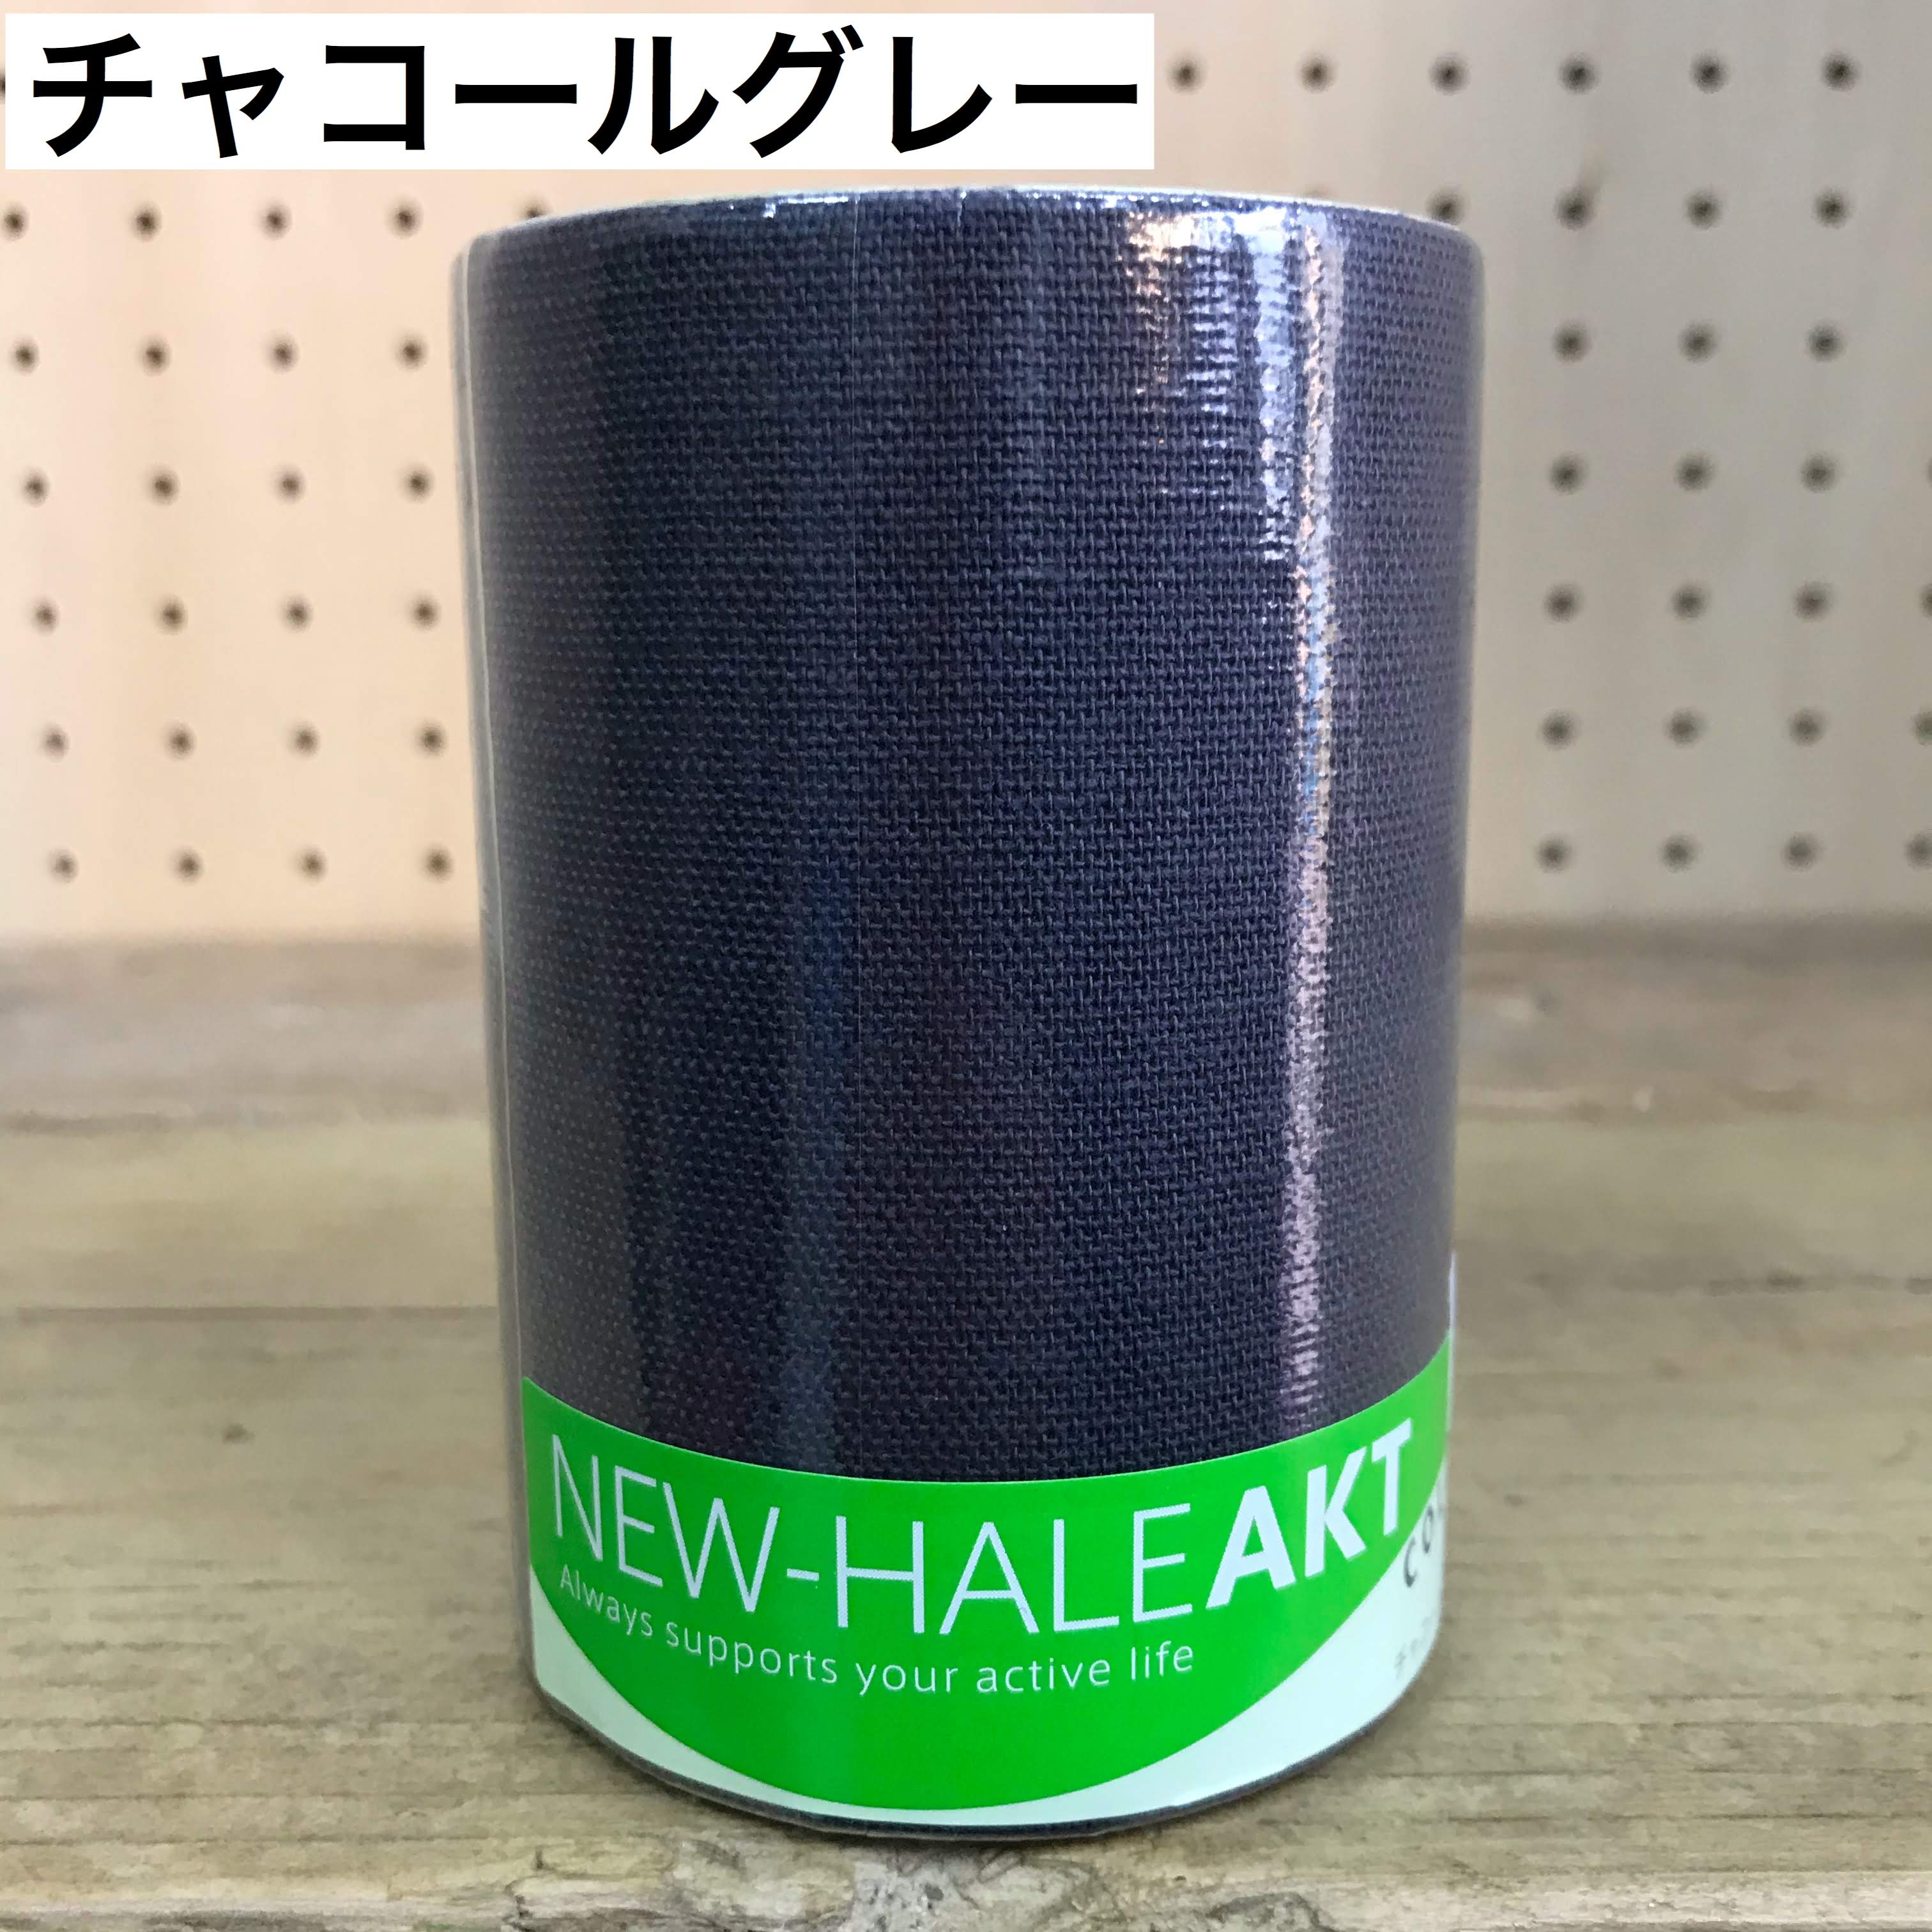 チャコールグレー
NEW-HALEAKT
Always supports your active life